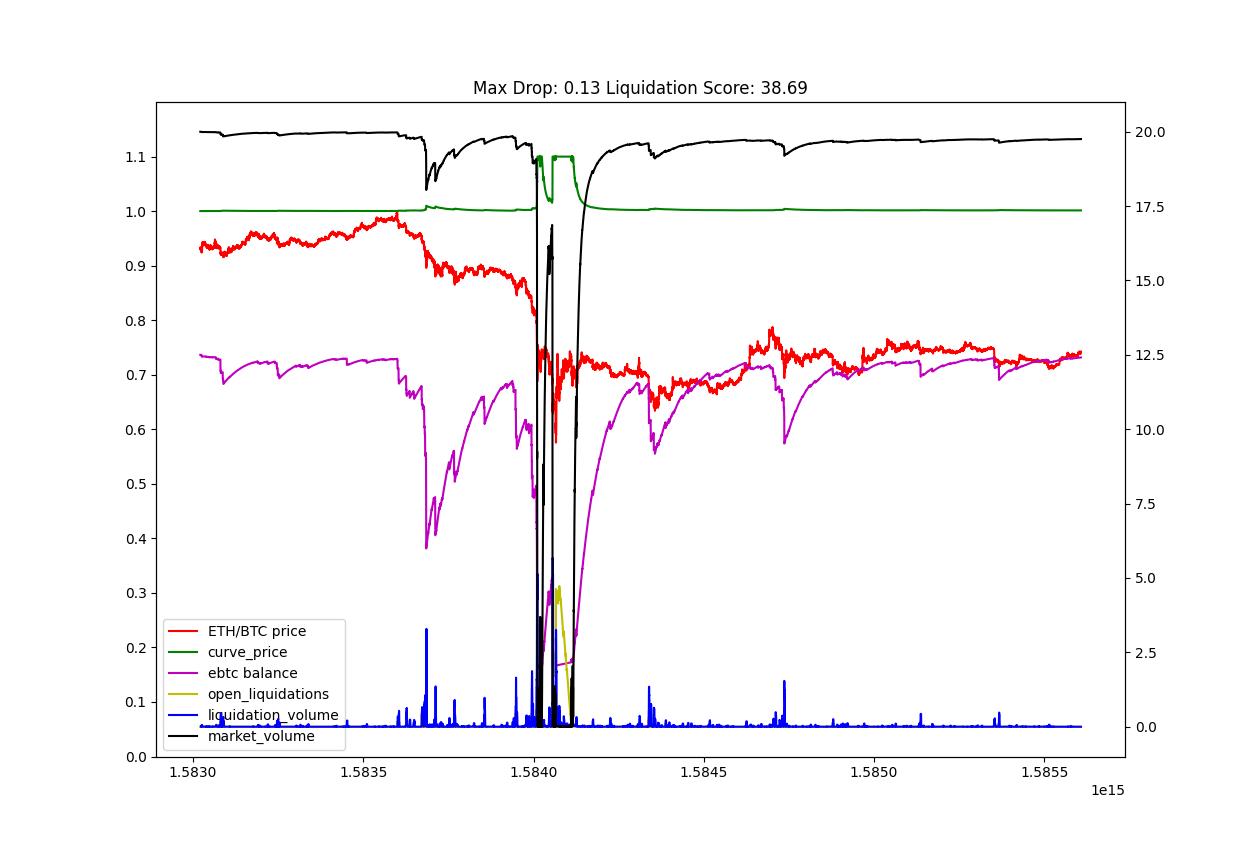 Max Drop: 0.13 Liquidation Score: 38.69
1.1
1.0
0.9
0.8
0.7
0.6
0.5
0.4
0.3
0.2
0.1
0.0
20.0
17.5
15.0
12.5
10.0
7.5
5.0
2.5
0.0
ETH/BTC price
curve_price
ebtc balance
open_liquidations
liquidation_volume
market_volume
1.5830 1.5835 1.5840 1.5845 1.5850 1.5855
1e15